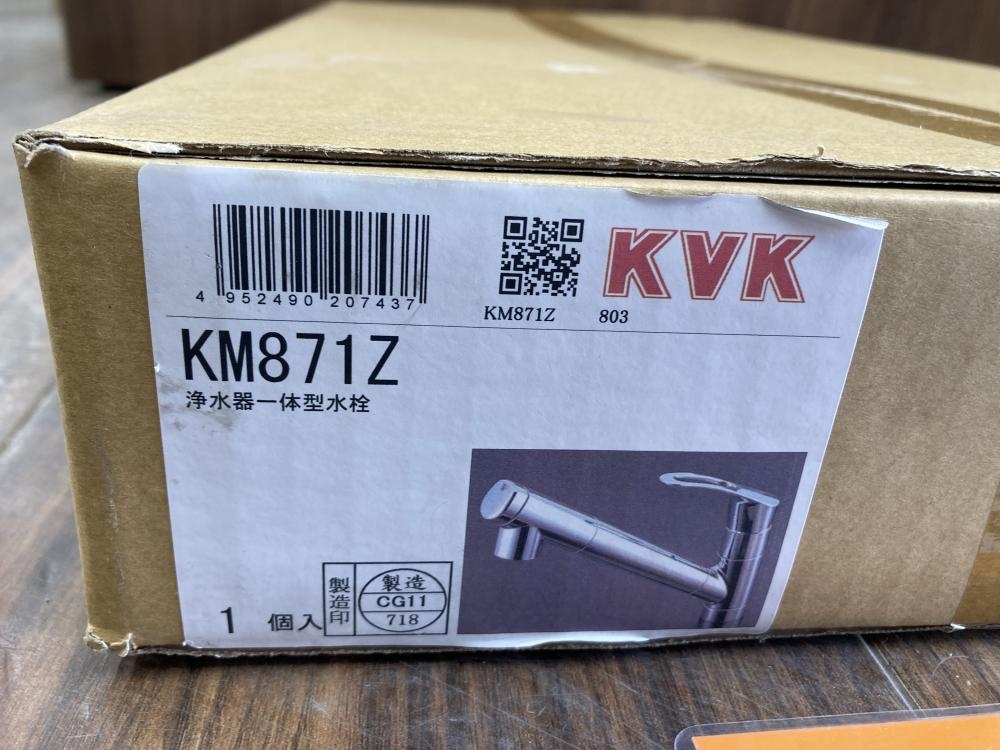 4 952490 207437
KM871Z 803
KVK
KM871Z
浄水器一体型水栓
1 個入
製造印
製造
CG11
718